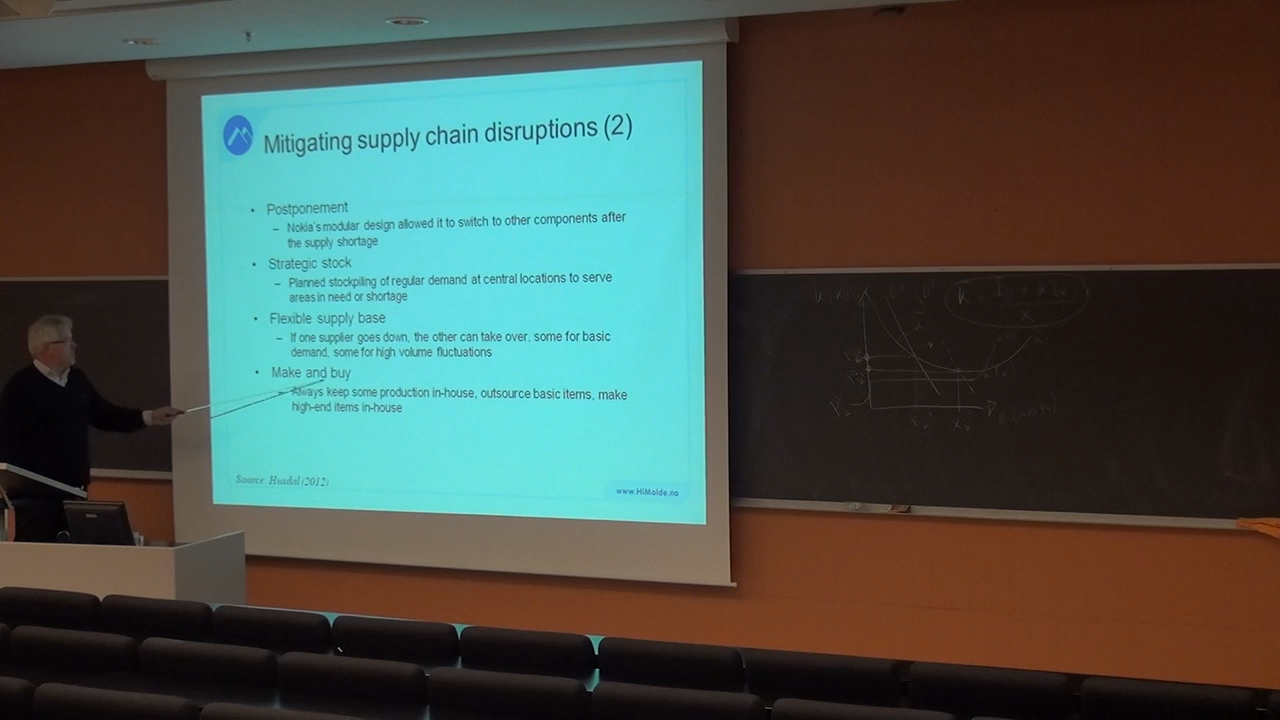 Mitigating supply chain disruptions (2)
• Postponement
– Nokia's modular design allowed it to switch to other components after
the supply shortage
• Strategic stock
– Planned stockpiling of regular demand at central locations to serve
areas in need or shortage
• Flexible supply base
– If one supplier goes down, the other can take over, some for basic
demand, some for high volume fluctuations
• Make and buy
– Always keep some production in-house, outsource basic items, make
high-end items in-house
Source: Husdal (2012)
www.HiMolde.no